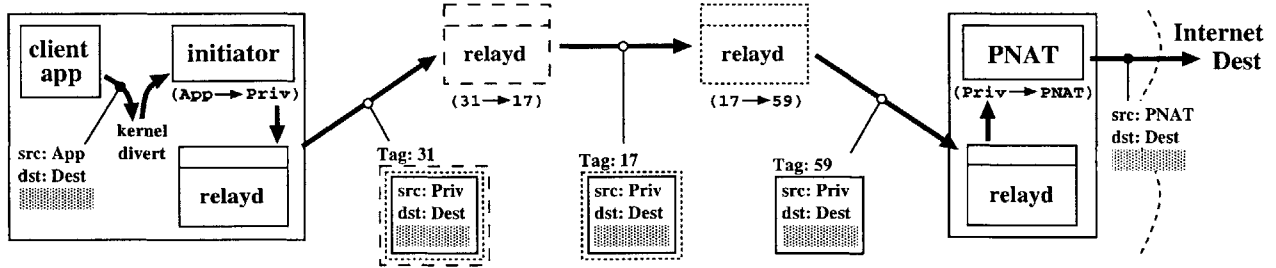 client
app
initiator
(App→Priv)
kernel
divert
src: App
dst: Dest
relayd
relayd
(31→17)
Tag: 31
src: Priv
dst: Dest
relayd
(17→59)
Tag: 17
src: Priv
dst: Dest
Tag: 59
src: Priv
dst: Dest
PNAT
(Priv→PNAT)
relayd
Internet
Dest
src: PNAT
dst: Dest